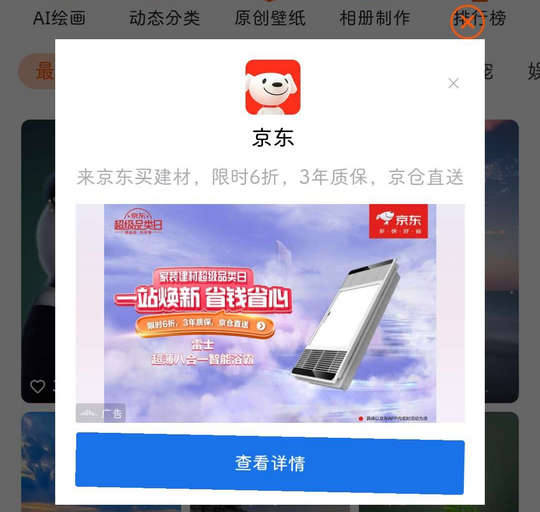 AI绘画 动态分类 原创壁纸 相册制作 排行榜
最
宠 娱
京东
来京东买建材，限时6折，3年质保，京仓直送
京东
超级品类日
京东
家装建材超级品类日
一站焕新 省钱省心
限时6折，3年质保，京仓直送
雷士
超薄八合一智能浴霸
广告
查看详情